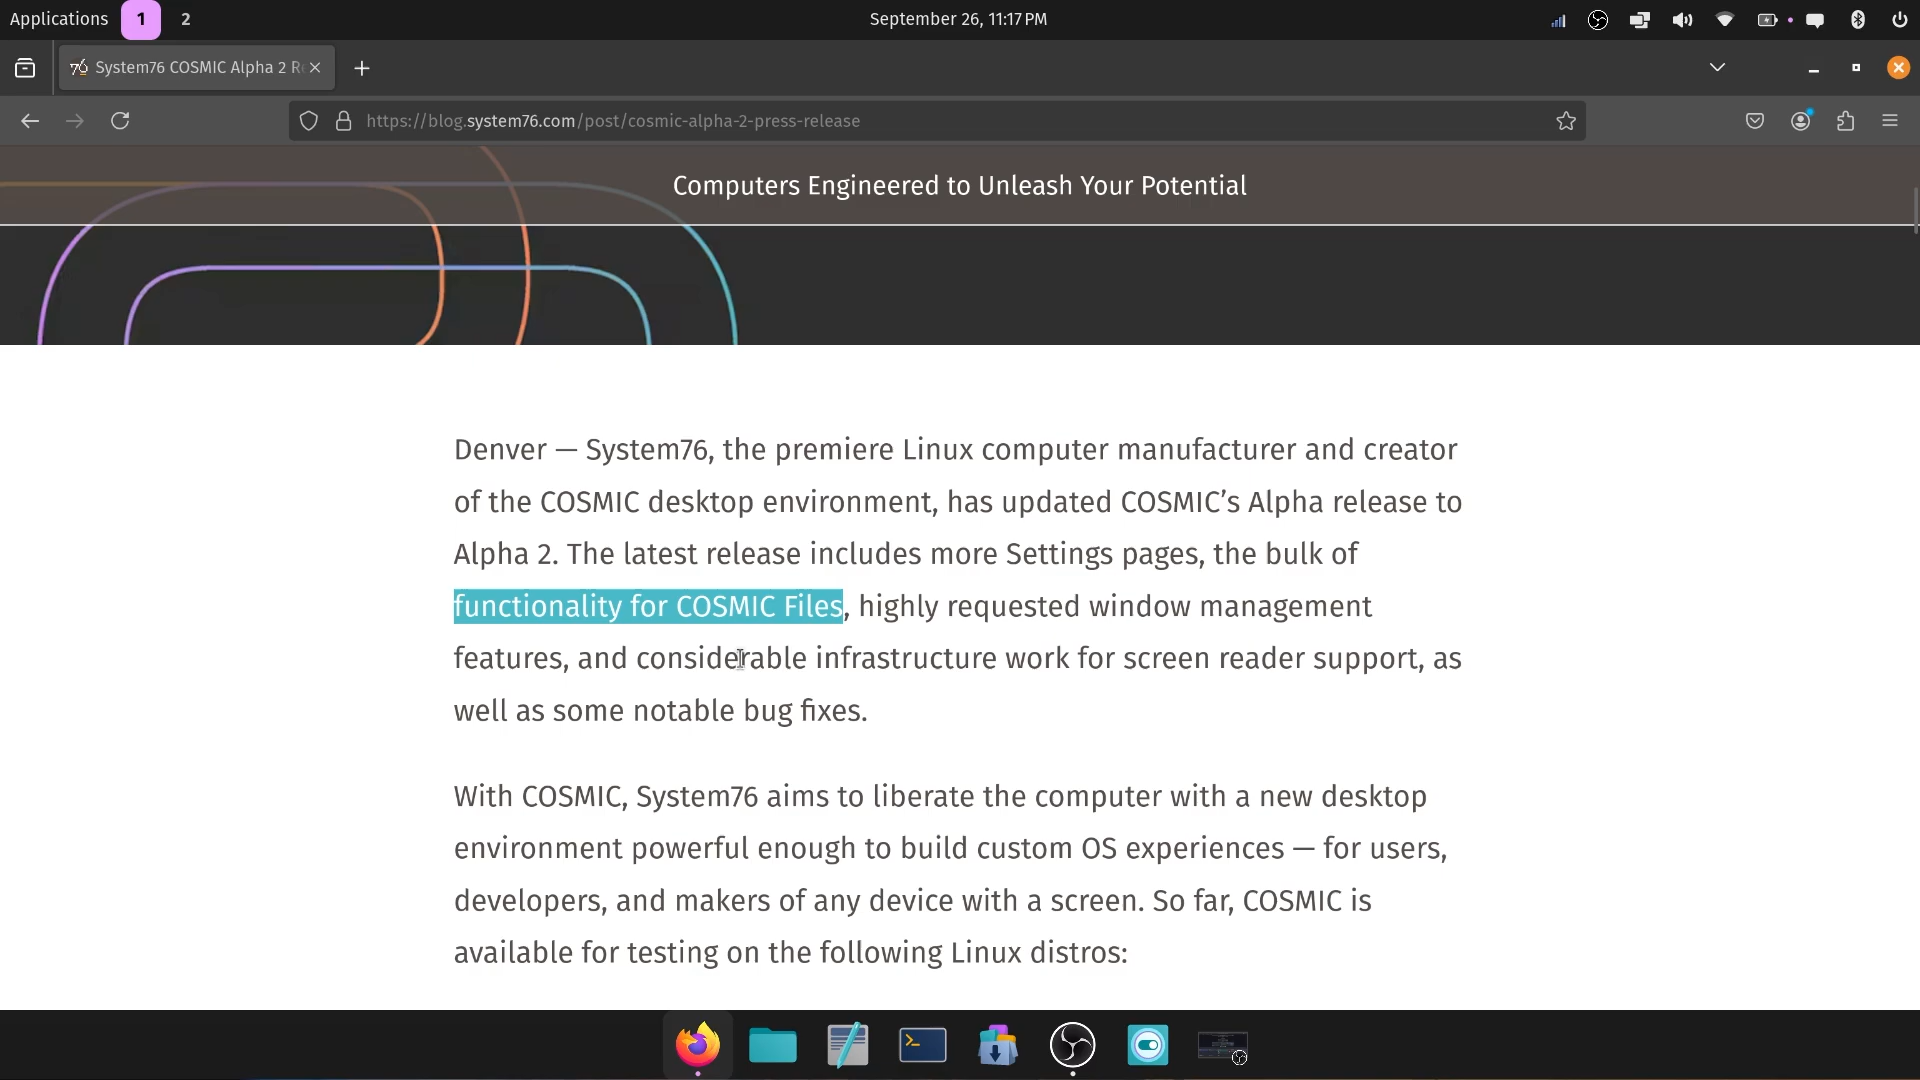 Applications 1 2 September 26, 11:17 PM
System76 COSMIC Alpha 2 Re
https://blog.system76.com/post/cosmic-alpha-2-press-release
Computers Engineered to Unleash Your Potential
Denver — System76, the premiere Linux computer manufacturer and creator
of the COSMIC desktop environment, has updated COSMIC’s Alpha release to
Alpha 2. The latest release includes more Settings pages, the bulk of
functionality for COSMIC Files, highly requested window management
features, and considerable infrastructure work for screen reader support, as
well as some notable bug fixes.
With COSMIC, System76 aims to liberate the computer with a new desktop
environment powerful enough to build custom OS experiences — for users,
developers, and makers of any device with a screen. So far, COSMIC is
available for testing on the following Linux distros: